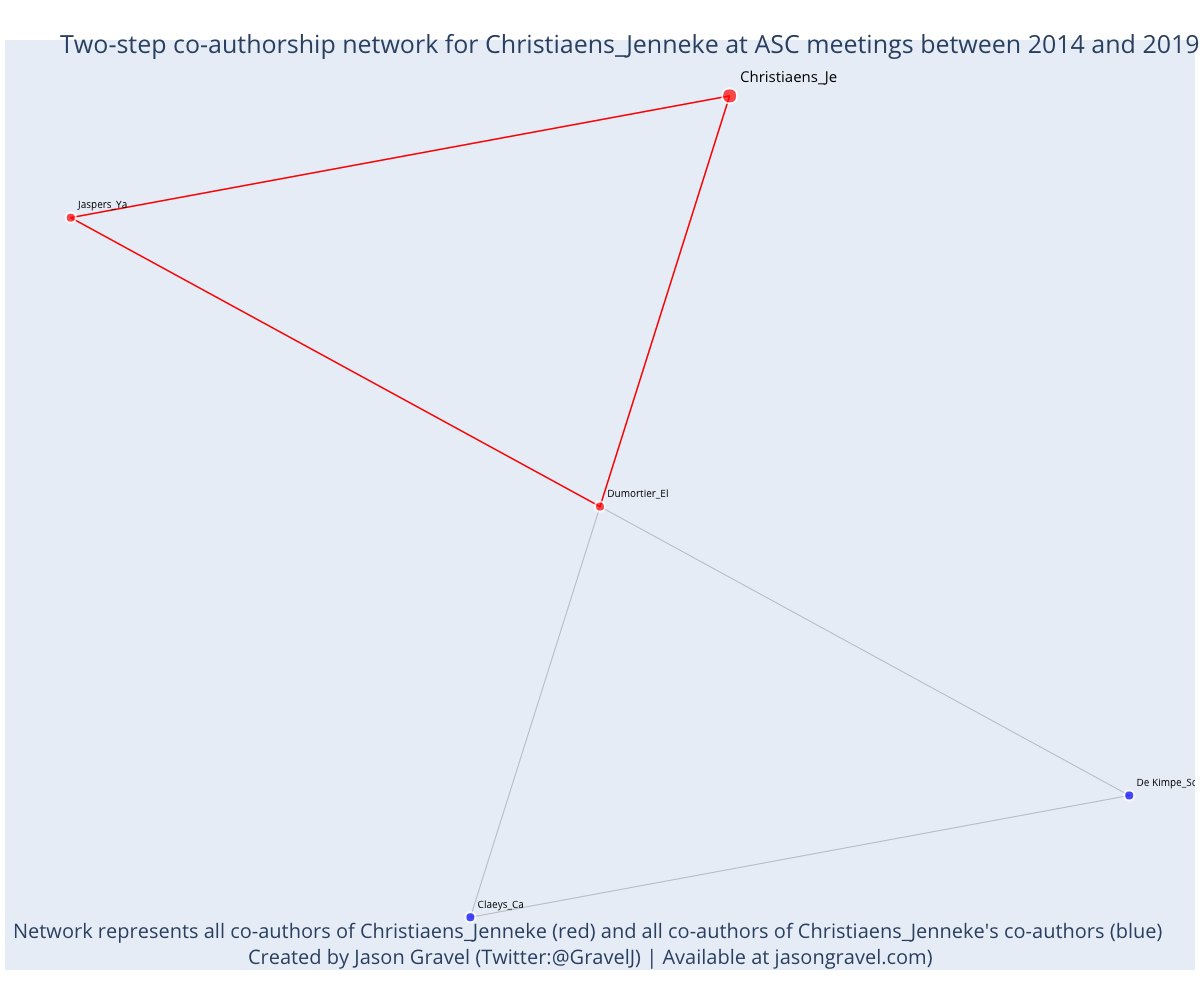 Two-step co-authorship network for Christiaens_Jenneke at ASC meetings between 2014 and 2019
Christiaens_Je
Jaspers_Ya
Dumortier_El
De Kimpe_Sc
Claeys_Ca
Network represents all co-authors of Christiaens_Jenneke (red) and all co-authors of Christiaens_Jenneke's co-authors (blue)
Created by Jason Gravel (Twitter:@GravelJ) | Available at jasongravel.com)